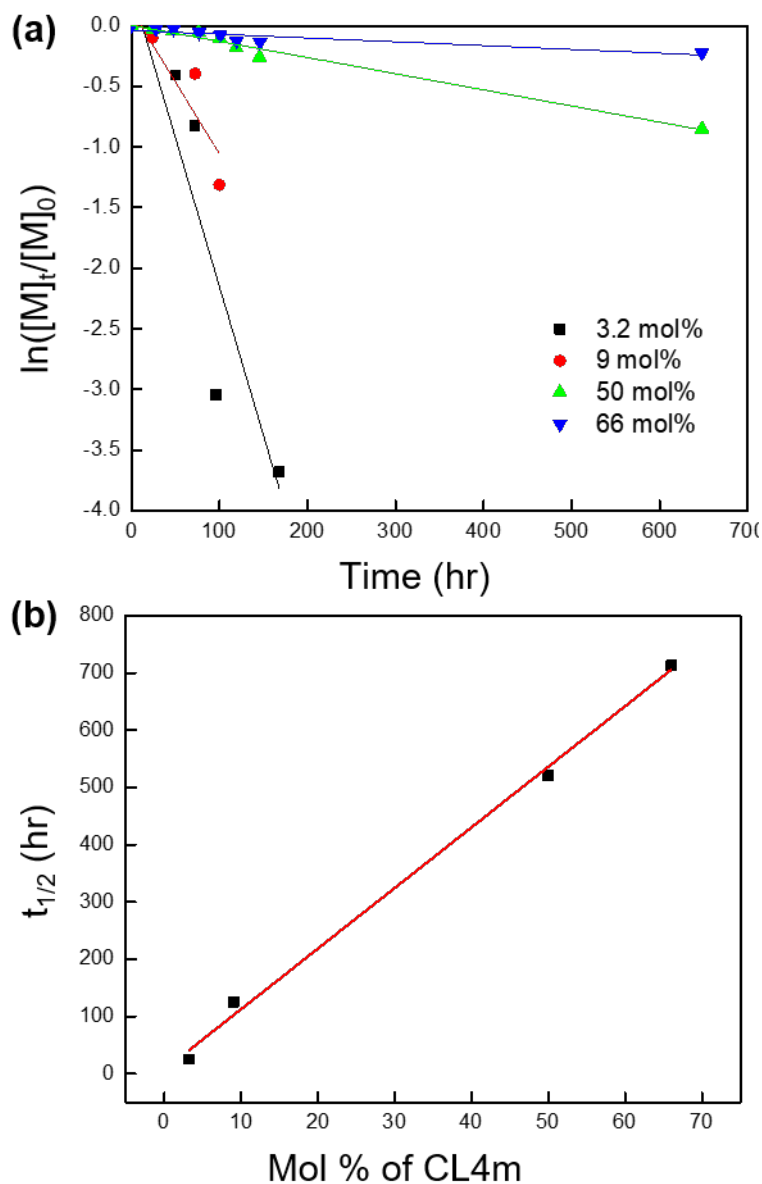 (a)
0.0
-0.5
-1.0
-1.5
-2.0
-3.0
-3.5
-4.0
ln([M]t/[M]0)
3.2 mol%
9 mol%
50 mol%
66 mol%
0 100 200 300 400 500 600 700
Time (hr)
(b)
800
700
600
500
400
300
200
100
0
t1/2 (hr)
0 10 20 30 40 50 60 70
Mol % of CL4m